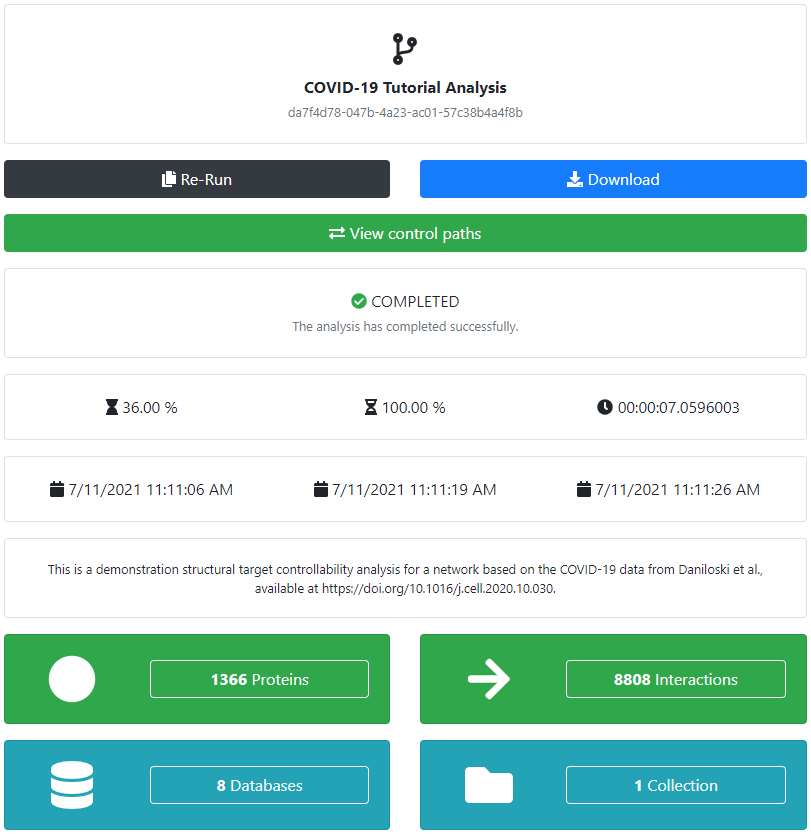 COVID-19 Tutorial Analysis
da7f4d78-047b-4a23-ac01-57c38b4a4f8b
Re-Run
Download
View control paths
COMPLETED
The analysis has completed successfully.
36.00 %
100.00 %
00:00:07.0596003
7/11/2021 11:11:06 AM
7/11/2021 11:11:19 AM
7/11/2021 11:11:26 AM
This is a demonstration structural target controllability analysis for a network based on the COVID-19 data from Daniloski et al.,
available at https://doi.org/10.1016/j.cell.2020.10.030.
1366 Proteins
8808 Interactions
8 Databases
1 Collection